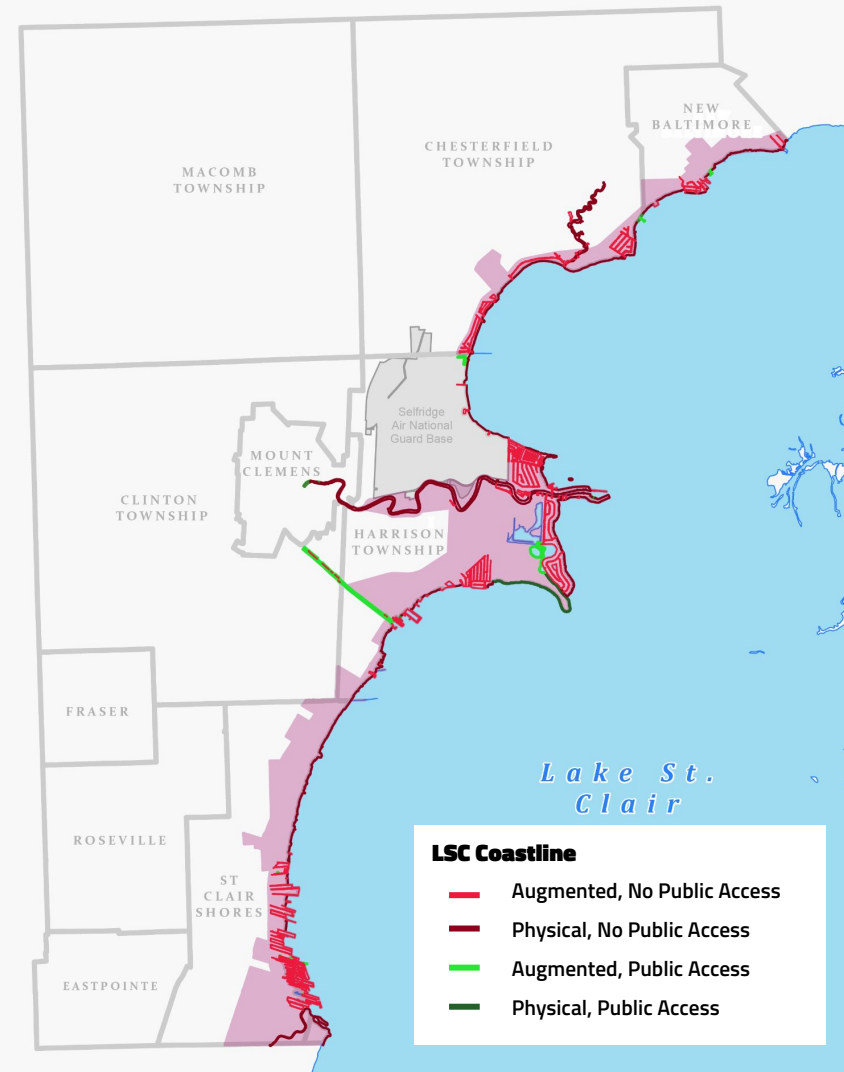 NEW
BALTIMORE
CHESTERFIELD
TOWNSHIP
MACOMB
TOWNSHIP
Selfridge
Air National
Guard Base
MOUNT
CLEMENS
CLINTON
TOWNSHIP
HARRISON
TOWNSHIP
FRASER
Lake St.
Clair
ROSEVILLE
ST
CLAIR
SHORES
EASTPOINTE
LSC Coastline
Augmented, No Public Access
Physical, No Public Access
Augmented, Public Access
Physical, Public Access